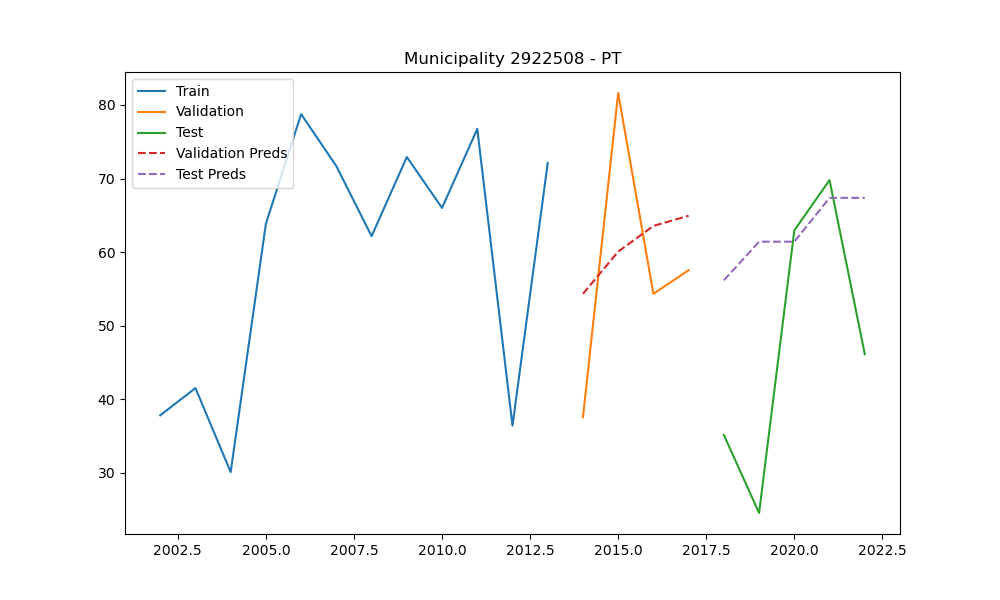 Municipality 2922508 - PT
Train
Validation
Test
Validation Preds
Test Preds
80
70
60
50
40
30
2002.5 2005.0 2007.5 2010.0 2012.5 2015.0 2017.5 2020.0 2022.5